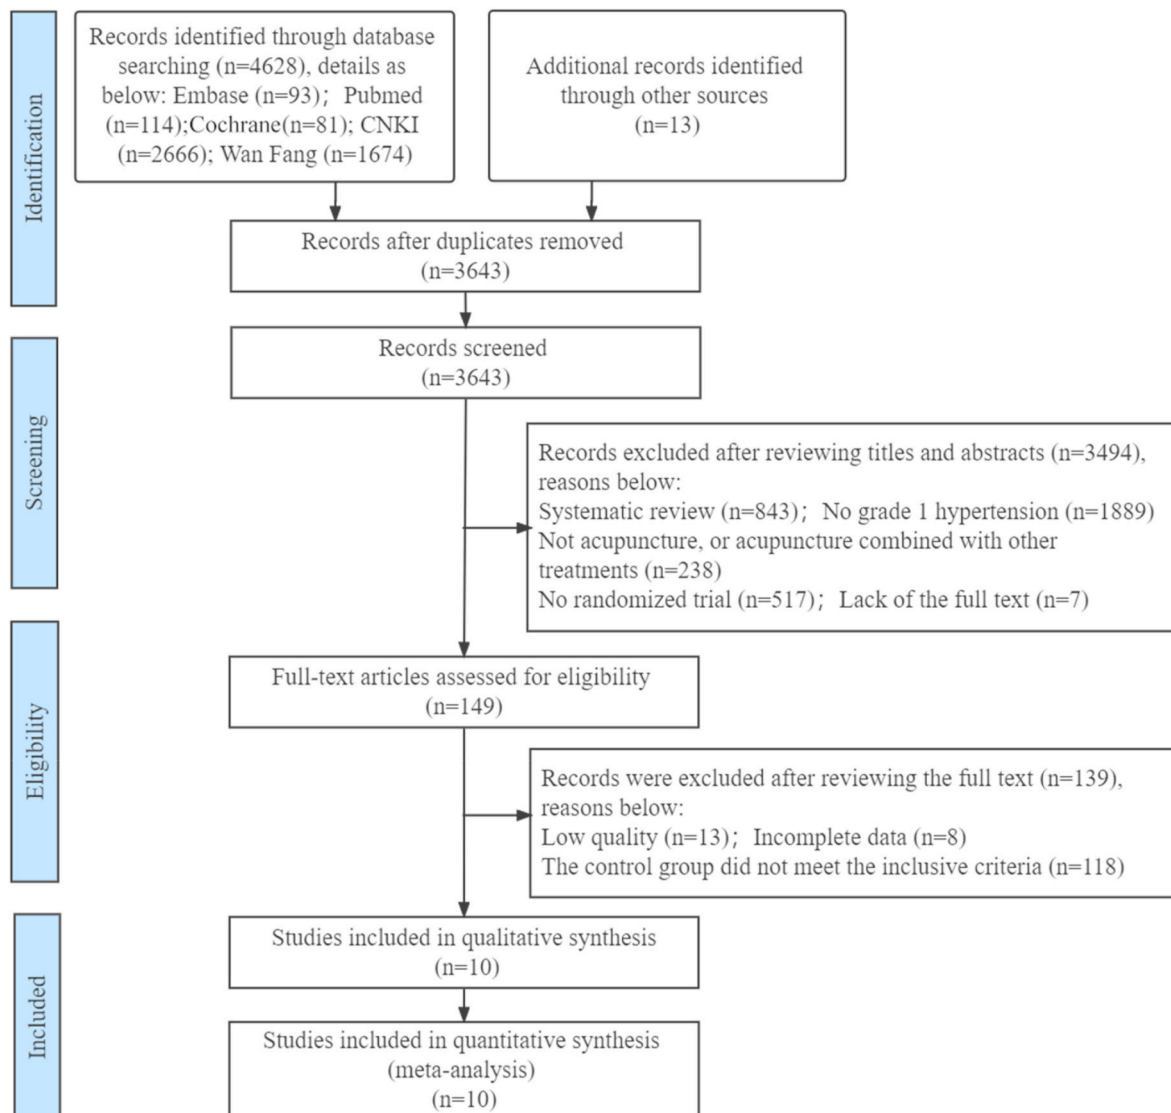 Identification
Records identified through database
searching (n=4628), details as
below: Embase (n=93)； Pubmed
(n=114);Cochrane(n=81); CNKI
(n=2666); Wan Fang (n=1674)
Additional records identified
through other sources
(n=13)
Records after duplicates removed
(n=3643)
Screening
Records screened
(n=3643)
Records excluded after reviewing titles and abstracts (n=3494),
reasons below:
Systematic review (n=843)； No grade 1 hypertension (n=1889)
Not acupuncture, or acupuncture combined with other
treatments (n=238)
No randomized trial (n=517)； Lack of the full text (n=7)
Eligibility
Full-text articles assessed for eligibility
(n=149)
Records were excluded after reviewing the full text (n=139),
reasons below:
Low quality (n=13)； Incomplete data (n=8)
The control group did not meet the inclusive criteria (n=118)
Included
Studies included in qualitative synthesis
(n=10)
Studies included in quantitative synthesis
(meta-analysis)
(n=10)